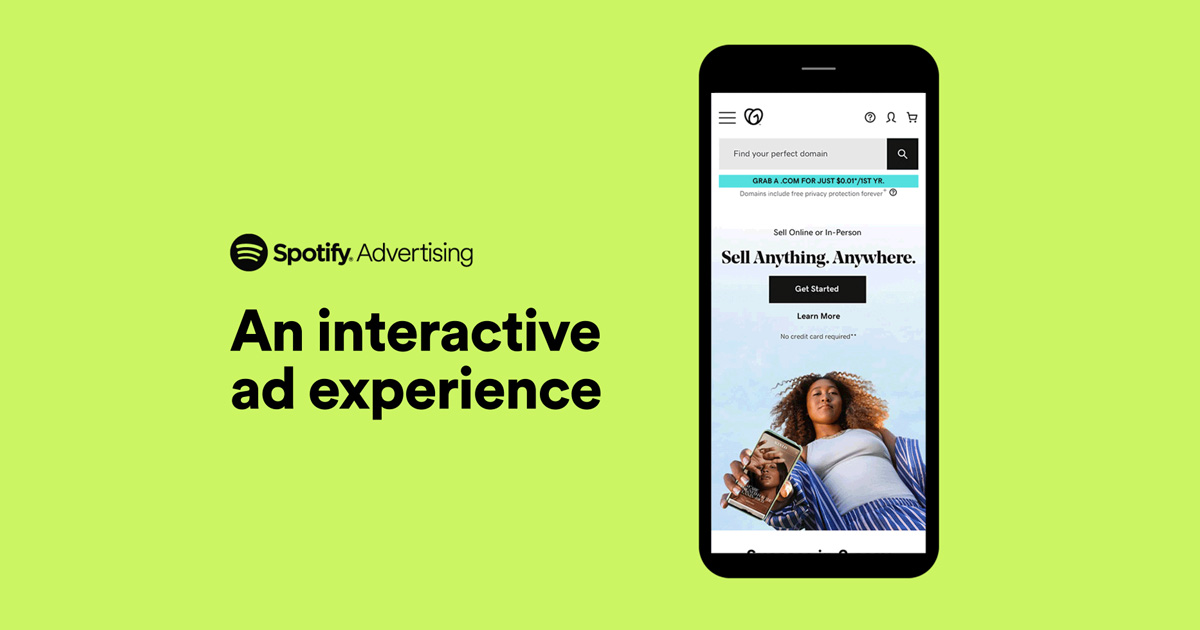 Spotify® Advertising
An interactive
ad experience
Find your perfect domain
GRAB A .COM FOR JUST $0.01*/1ST YR.
Domains include free privacy protection forever
Sell Online or In-Person
Sell Anything. Anywhere.
Get Started
Learn More
No credit card required**